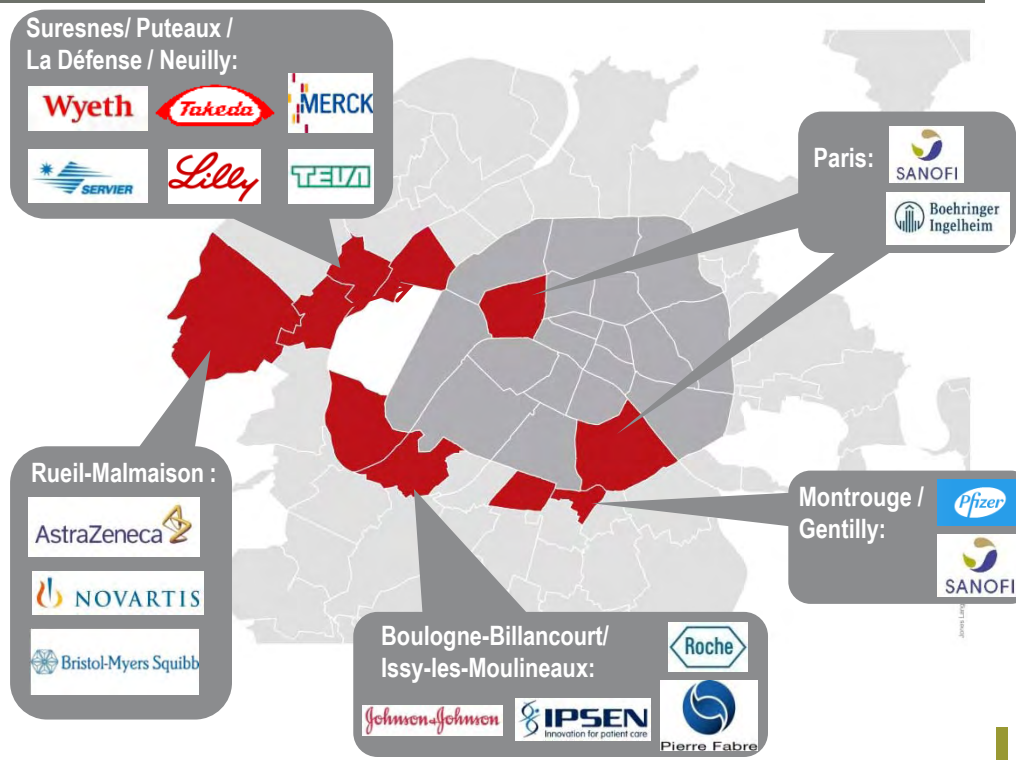 Suresnes/ Puteaux /
La Défense / Neuilly:
Wyeth
Takeda
MERCK
SERVIER
Lilly
TEVA
Paris:
SANOFI
Boehringer
Ingelheim
Rueil-Malmaison :
AstraZeneca
NOVARTIS
Bristol-Myers Squibb
Montrouge /
Gentilly:
Pfizer
SANOFI
Boulogne-Billancourt/
Issy-les-Moulineaux:
Roche
Johnson & Johnson
IPSEN
Innovation for patient care
Pierre Fabre